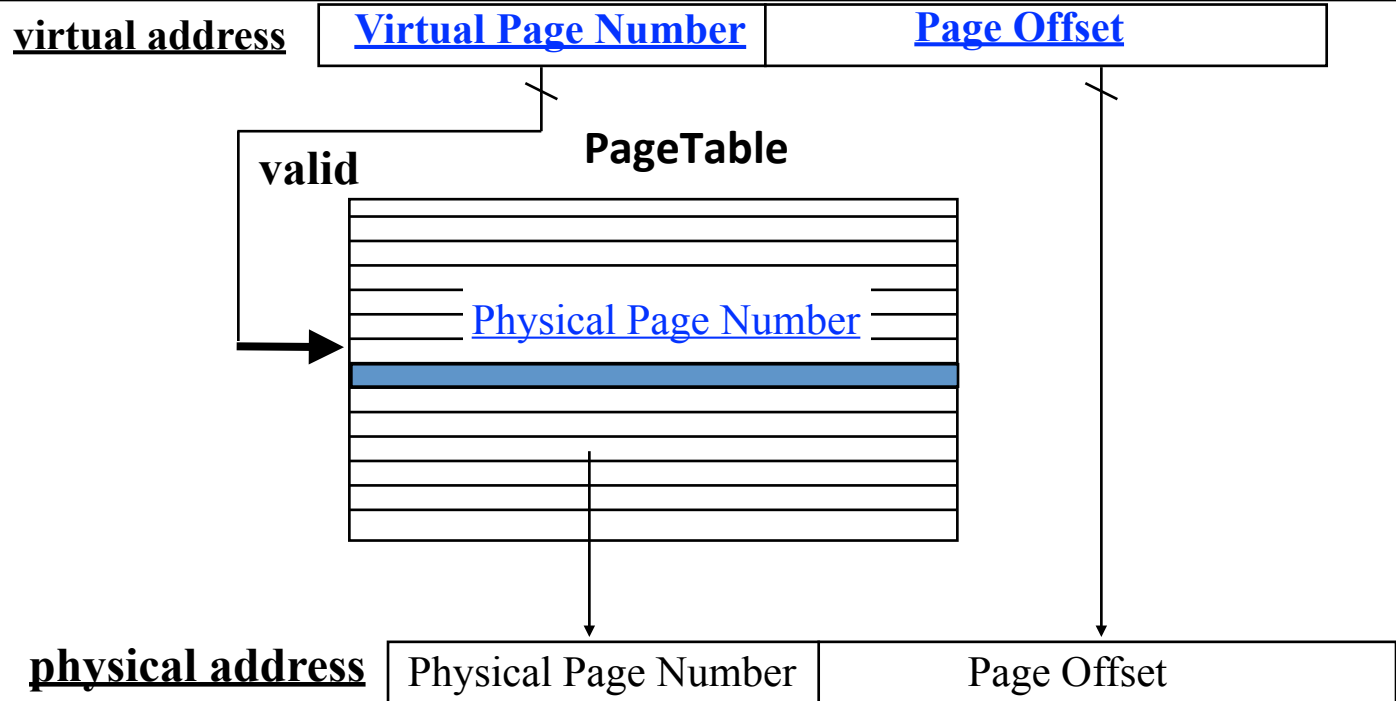 virtual address Virtual Page Number Page Offset
PageTable
valid
Physical Page Number
physical address Physical Page Number Page Offset